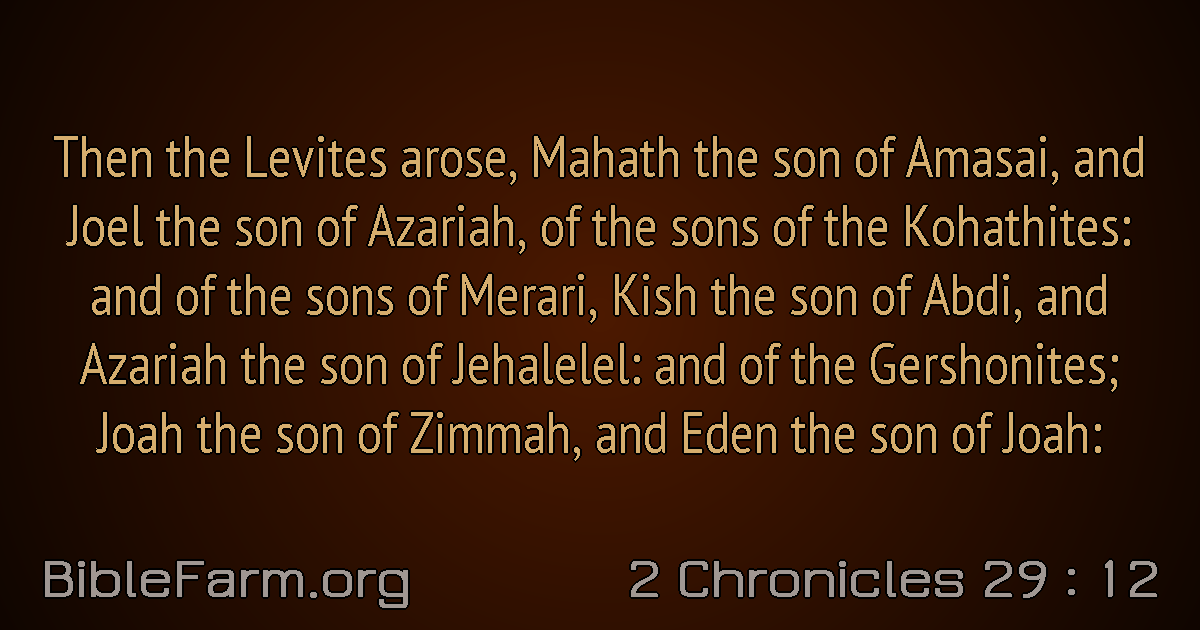 Then the Levites arose, Mahath the son of Amasai, and
Joel the son of Azariah, of the sons of the Kohathites:
and of the sons of Merari, Kish the son of Abdi, and
Azariah the son of Jehalelel: and of the Gershonites;
Joah the son of Zimmah, and Eden the son of Joah:
BibleFarm.org
2 Chronicles 29 : 12